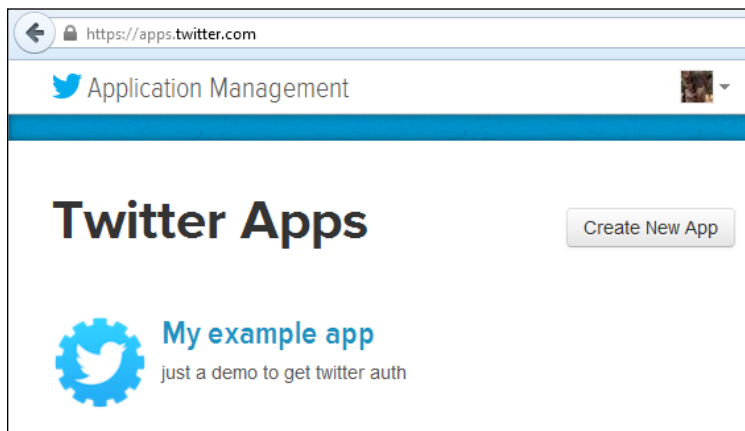 https://apps.twitter.com
Application Management
Twitter Apps
Create New App
My example app
just a demo to get twitter auth